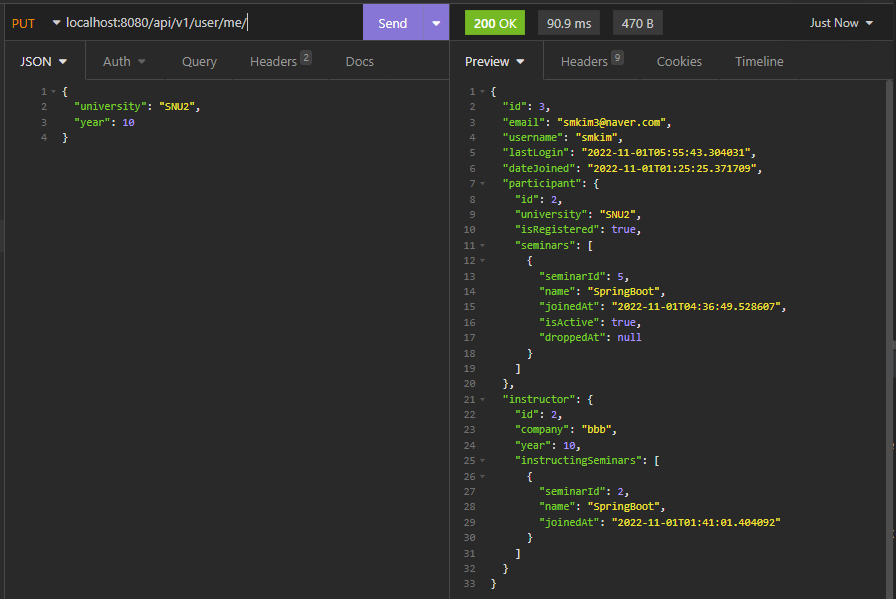 PUT localhost:8080/api/v1/user/me/ Send 200 OK 90.9 ms 470 B Just Now
JSON Auth Query Headers 2 Docs Preview Headers 9 Cookies Timeline
1 {
2 "university": "SNU2",
3 "year": 10
4 }
1 {
2 "id": 3,
3 "email": "smkim3@naver.com",
4 "username": "smkim",
5 "lastLogin": "2022-11-01T05:55:43.304031",
6 "dateJoined": "2022-11-01T01:25:25.371709",
7 "participant": {
8 "id": 2,
9 "university": "SNU2",
10 "isRegistered": true,
11 "seminars": [
12 {
13 "seminarId": 5,
14 "name": "SpringBoot",
15 "joinedAt": "2022-11-01T04:36:49.528607",
16 "isActive": true,
17 "droppedAt": null
18 }
19 ]
20 },
21 "instructor": {
22 "id": 2,
23 "company": "bbb",
24 "year": 10,
25 "instructingSeminars": [
26 {
27 "seminarId": 2,
28 "name": "SpringBoot",
29 "joinedAt": "2022-11-01T01:41:01.404092"
30 }
31 ]
32 }
33 }